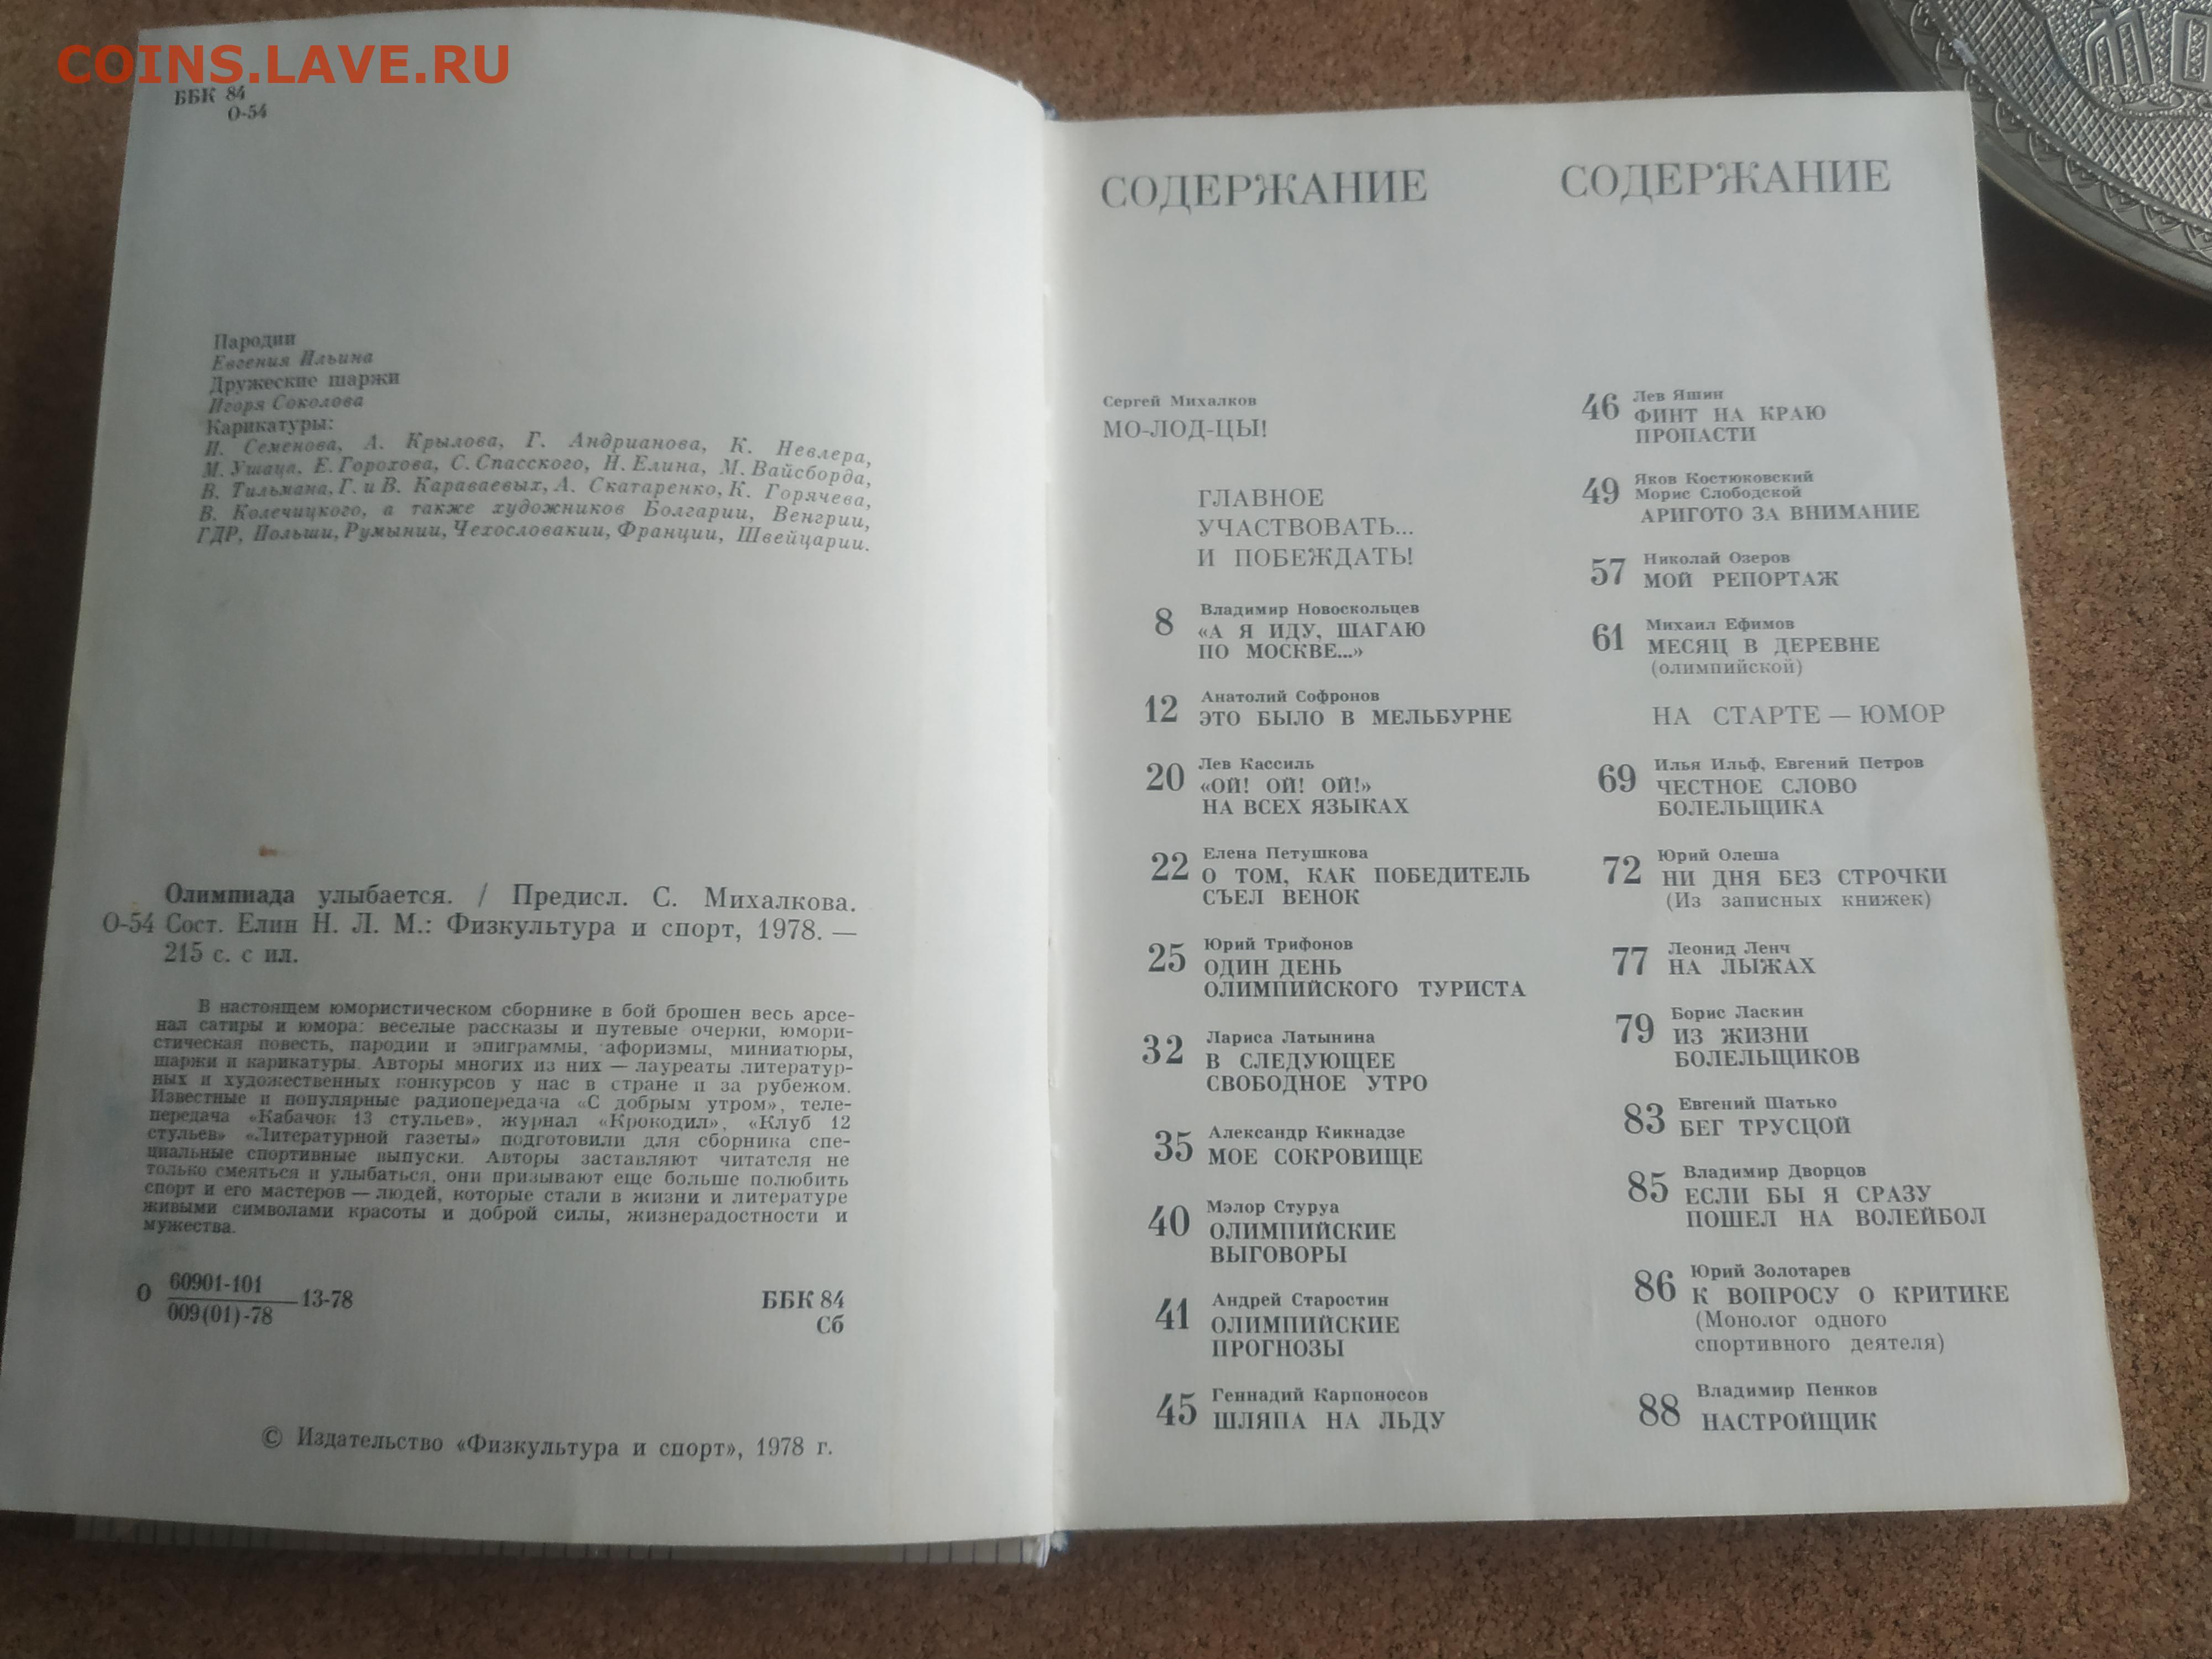 COINS.LAVE.RU
ББК 84
О-54
Пародии
Евгения Ильина
Дружеские шаржи
Игоря Соколова
Карикатуры:
И. Семенова, А. Крылова, Г. Андрианова, К. Невлера,
М. Ушаца, Е. Горохова, С. Спасского, Н. Елина, М. Вайсборда,
В. Тильмана, Г. и В. Караваевых, А. Скатаренко, К. Горячева,
В. Колечицкого, а также художников Болгарии, Венгрии,
ГДР, Польши, Румынии, Чехословакии, Франции, Швейцарии.
Олимпиада улыбается. / Предисл. С. Михалкова.
О-54 Сост. Елин Н. Л. М.: Физкультура и спорт, 1978. —
215 с. с ил.
В настоящем юмористическом сборнике в бой брошен весь арсе-
нал сатиры и юмора: веселые рассказы и путевые очерки, юмори-
стическая повесть, пародии и эпиграммы, афоризмы, миниатюры,
шаржи и карикатуры. Авторы многих из них — лауреаты литератур-
ных и художественных конкурсов у нас в стране и за рубежом.
Известные и популярные радиопередача «С добрым утром», теле-
передача «Кабачок 13 стульев», журнал «Крокодил», «Клуб 12
стульев» «Литературной газеты» подготовили для сборника спе-
циальные спортивные выпуски. Авторы заставляют читателя не
только смеяться и улыбаться, они призывают еще больше полюбить
спорт и его мастеров — людей, которые стали в жизни и литературе
живыми символами красоты и доброй силы, жизнерадостности и
мужества.
О 60901-101
009(01)-78 13-78
ББК 84
Сб
© Издательство «Физкультура и спорт», 1978 г.
СОДЕРЖАНИЕ
Сергей Михалков
МО-ЛОД-ЦЫ!
ГЛАВНОЕ
УЧАСТВОВАТЬ...
И ПОБЕЖДАТЬ!
8 Владимир Новоскольцев
«А Я ИДУ, ШАГАЮ
ПО МОСКВЕ...»
12 Анатолий Софронов
ЭТО БЫЛО В МЕЛЬБУРНЕ
20 Лев Кассиль
«ОЙ! ОЙ! ОЙ!»
НА ВСЕХ ЯЗЫКАХ
22 Елена Петушкова
О ТОМ, КАК ПОБЕДИТЕЛЬ
СЪЕЛ ВЕНОК
25 Юрий Трифонов
ОДИН ДЕНЬ
ОЛИМПИЙСКОГО ТУРИСТА
32 Лариса Латынина
В СЛЕДУЮЩЕЕ
СВОБОДНОЕ УТРО
35 Александр Кикнадзе
МОЕ СОКРОВИЩЕ
40 Мэлор Стуруа
ОЛИМПИЙСКИЕ
ВЫГОВОРЫ
41 Андрей Старостин
ОЛИМПИЙСКИЕ
ПРОГНОЗЫ
45 Геннадий Карпоносов
ШЛЯПА НА ЛЬДУ
СОДЕРЖАНИЕ
46 Лев Яшин
ФИНТ НА КРАЮ
ПРОПАСТИ
49 Яков Костюковский
Морис Слободской
АРИГОТО ЗА ВНИМАНИЕ
57 Николай Озеров
МОЙ РЕПОРТАЖ
61 Михаил Ефимов
МЕСЯЦ В ДЕРЕВНЕ
(олимпийской)
НА СТАРТЕ — ЮМОР
69 Илья Ильф, Евгений Петров
ЧЕСТНОЕ СЛОВО
БОЛЕЛЬЩИКА
72 Юрий Олеша
НИ ДНЯ БЕЗ СТРОЧКИ
(Из записных книжек)
77 Леонид Ленч
НА ЛЫЖАХ
79 Борис Ласкин
ИЗ ЖИЗНИ
БОЛЕЛЬЩИКОВ
83 Евгений Шатько
БЕГ ТРУСЦОЙ
85 Владимир Дворцов
ЕСЛИ БЫ Я СРАЗУ
ПОШЕЛ НА ВОЛЕЙБОЛ
86 Юрий Золотарев
К ВОПРОСУ О КРИТИКЕ
(Монолог одного
спортивного деятеля)
88 Владимир Пенков
НАСТРОЙЩИК